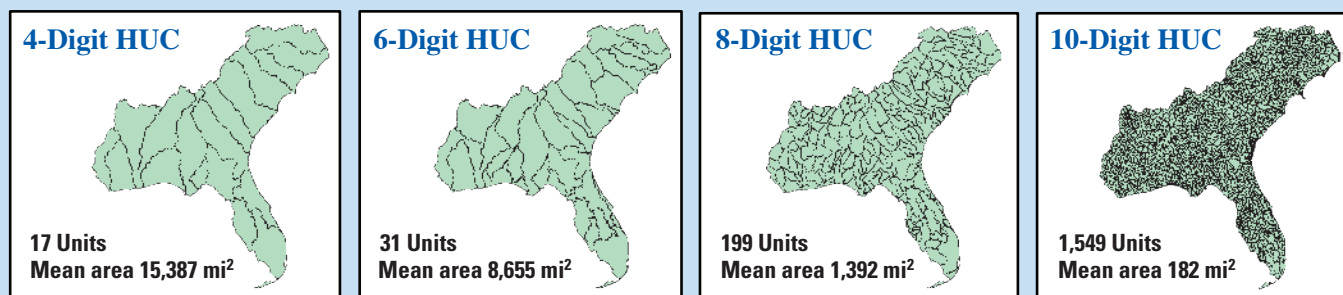 4-Digit HUC
17 Units
Mean area 15,387 mi²
6-Digit HUC
31 Units
Mean area 8,655 mi²
8-Digit HUC
199 Units
Mean area 1,392 mi²
10-Digit HUC
1,549 Units
Mean area 182 mi²